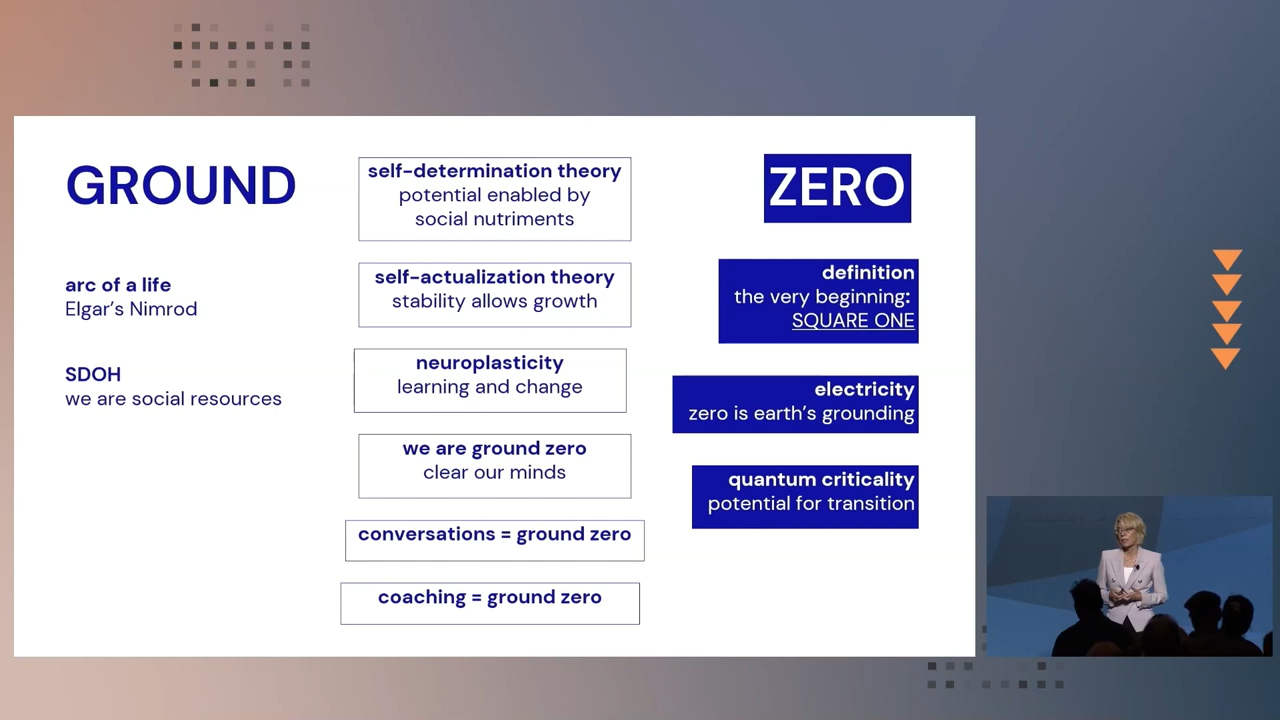 GROUND
arc of a life
Elgar's Nimrod
SDOH
we are social resources
self-determination theory
potential enabled by
social nutriments
self-actualization theory
stability allows growth
neuroplasticity
learning and change
we are ground zero
clear our minds
conversations = ground zero
coaching = ground zero
ZERO
definition
the very beginning:
SQUARE ONE
electricity
zero is earth's grounding
quantum criticality
potential for transition